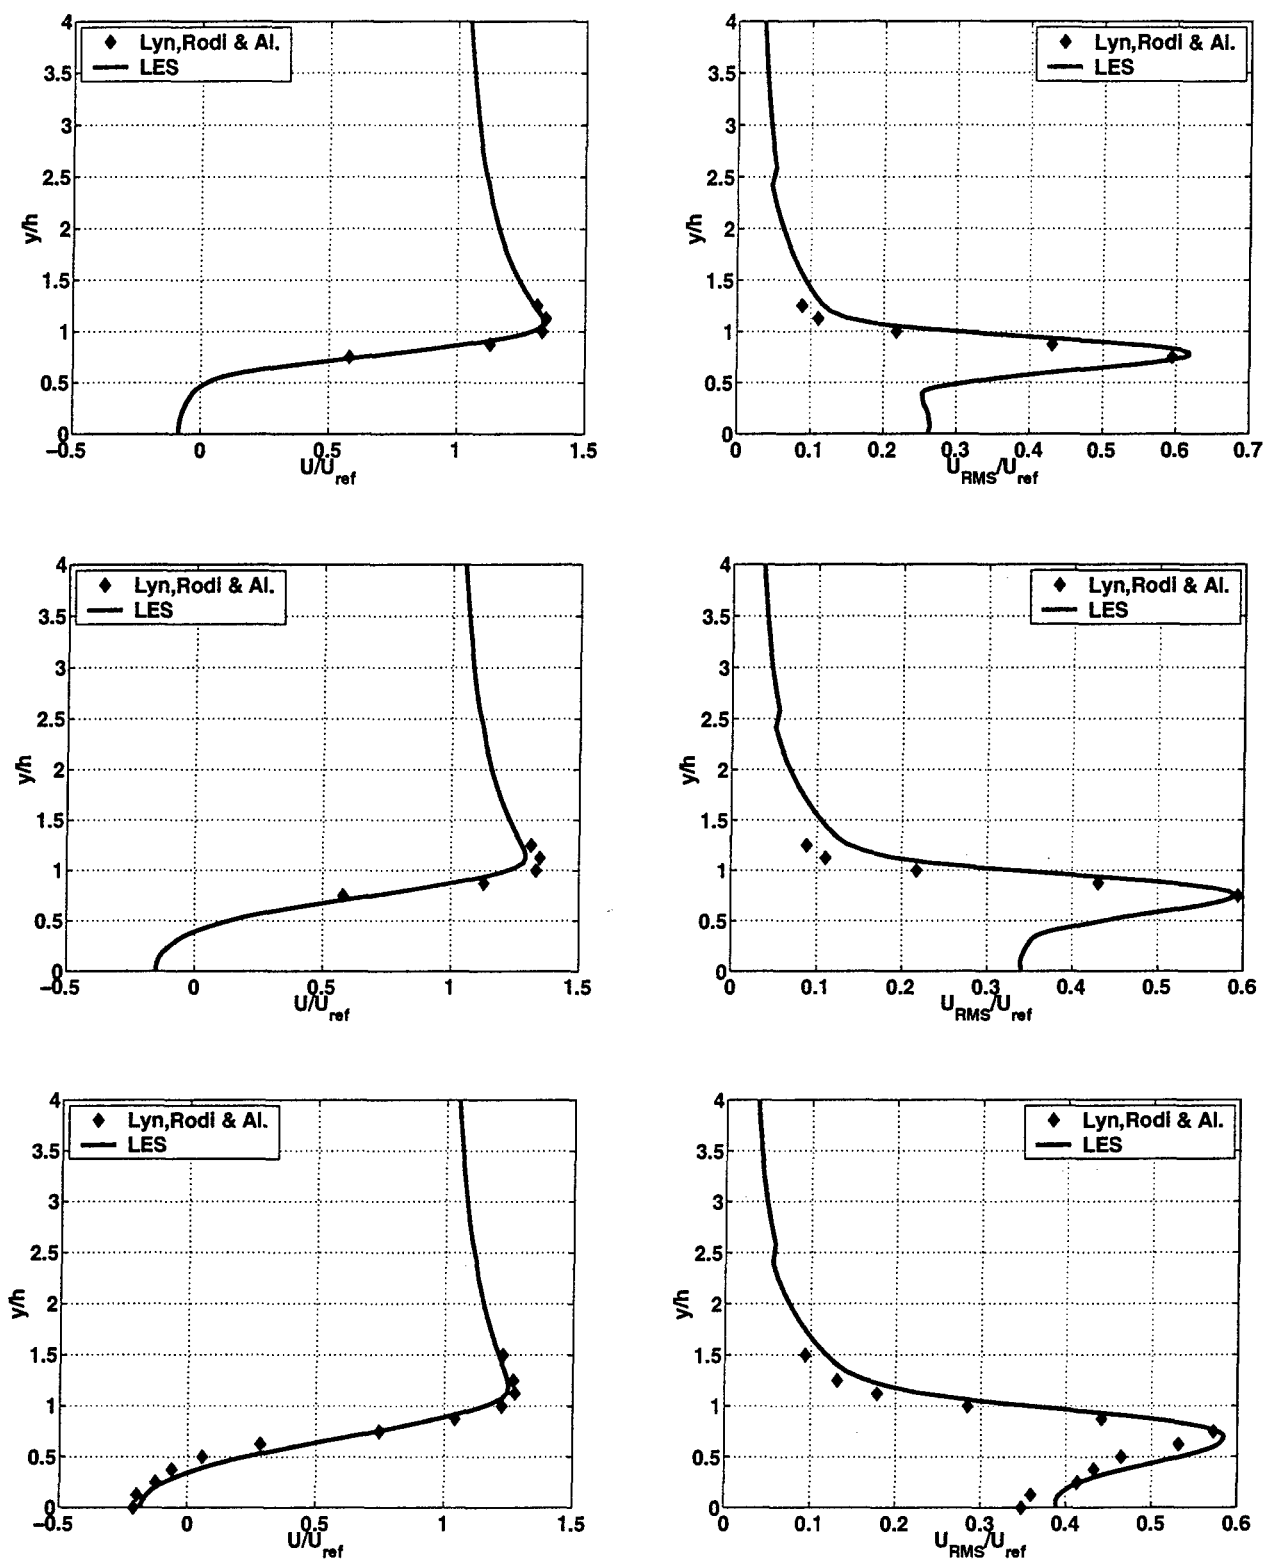 4
3.5
3
2.5
2
1.5
1
0.5
0
y/h
Lyn,Rodi & Al.
LES
−0.5 0 0.5 1 1.5
U/U_ref
4
3.5
3
2.5
2
1.5
1
0.5
0
y/h
Lyn,Rodi & Al.
LES
0 0.1 0.2 0.3 0.4 0.5 0.6 0.7
U_RMS/U_ref
4
3.5
3
2.5
2
1.5
1
0.5
0
y/h
Lyn,Rodi & Al.
LES
−0.5 0 0.5 1 1.5
U/U_ref
4
3.5
3
2.5
2
1.5
1
0.5
0
y/h
Lyn,Rodi & Al.
LES
0 0.1 0.2 0.3 0.4 0.5 0.6
U_RMS/U_ref
4
3.5
3
2.5
2
1.5
1
0.5
0
y/h
Lyn,Rodi & Al.
LES
−0.5 0 0.5 1 1.5
U/U_ref
4
3.5
3
2.5
2
1.5
1
0.5
0
y/h
Lyn,Rodi & Al.
LES
0 0.1 0.2 0.3 0.4 0.5 0.6
U_RMS/U_ref